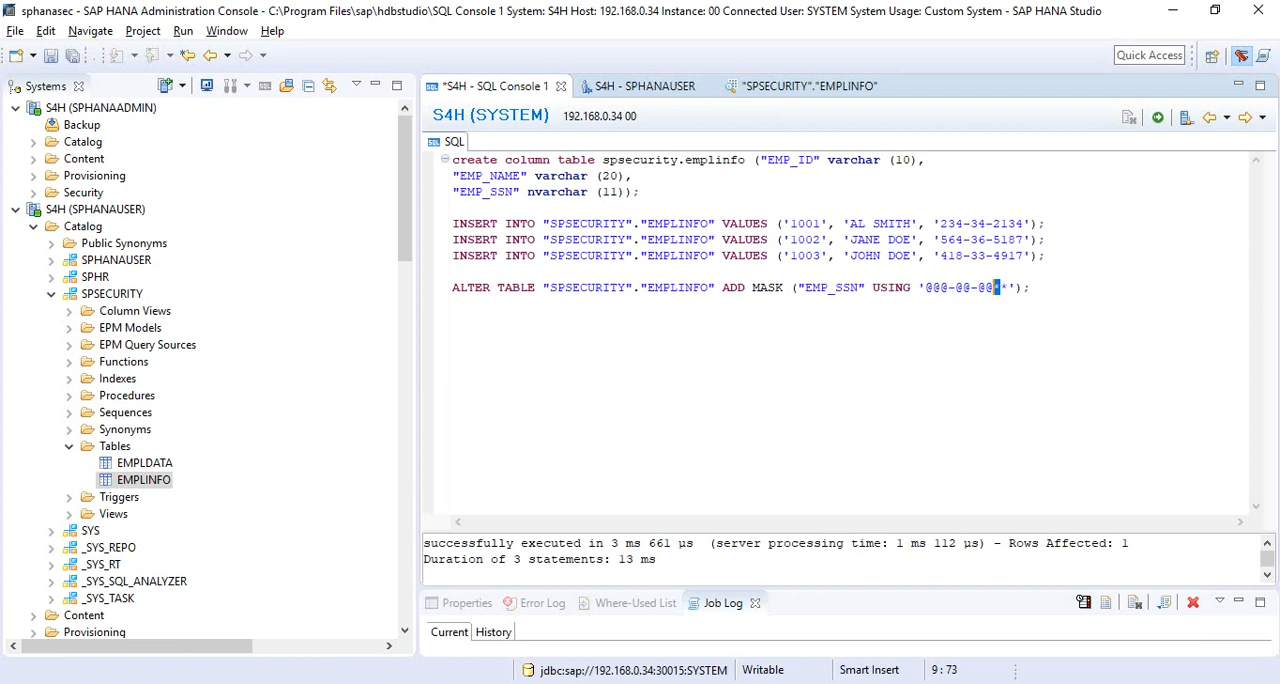 sphanasec - SAP HANA Administration Console - C:\Program Files\sap\hdbstudio\SQL Console 1 System: S4H Host: 192.168.0.34 Instance:00 Connected User: SYSTEM System Usage: Custom System - SAP HANA Studio
File Edit Navigate Project Run Window Help
Quick Access
Systems
S4H (SPHANAADMIN)
Backup
Catalog
Content
Provisioning
Security
S4H (SPHANAUSER)
Catalog
Public Synonyms
SPHANAUSER
SPHR
SPSECURITY
Column Views
EPM Models
EPM Query Sources
Functions
Indexes
Procedures
Sequences
Synonyms
Tables
EMPLDATA
EMPLINFO
Triggers
Views
SYS
_SYS_REPO
_SYS_RT
_SYS_SQL_ANALYZER
_SYS_TASK
Content
Provisioning
*S4H - SQL Console 1 S4H - SPHANAUSER "SPSECURITY"."EMPLINFO"
S4H (SYSTEM) 192.168.0.34 00
SQL
create column table spsecurity.emplinfo ("EMP_ID" varchar (10),
"EMP_NAME" varchar (20),
"EMP_SSN" nvarchar (11));
INSERT INTO "SPSECURITY"."EMPLINFO" VALUES ('1001', 'AL SMITH', '234-34-2134');
INSERT INTO "SPSECURITY"."EMPLINFO" VALUES ('1002', 'JANE DOE', '564-36-5187');
INSERT INTO "SPSECURITY"."EMPLINFO" VALUES ('1003', 'JOHN DOE', '418-33-4917');
ALTER TABLE "SPSECURITY"."EMPLINFO" ADD MASK ("EMP_SSN" USING '@@@-@@-@@**');
successfully executed in 3 ms 661 µs (server processing time: 1 ms 112 µs) - Rows Affected: 1
Duration of 3 statements: 13 ms
Properties Error Log Where-Used List Job Log
Current History
jdbc:sap://192.168.0.34:30015:SYSTEM Writable Smart Insert 9 : 73